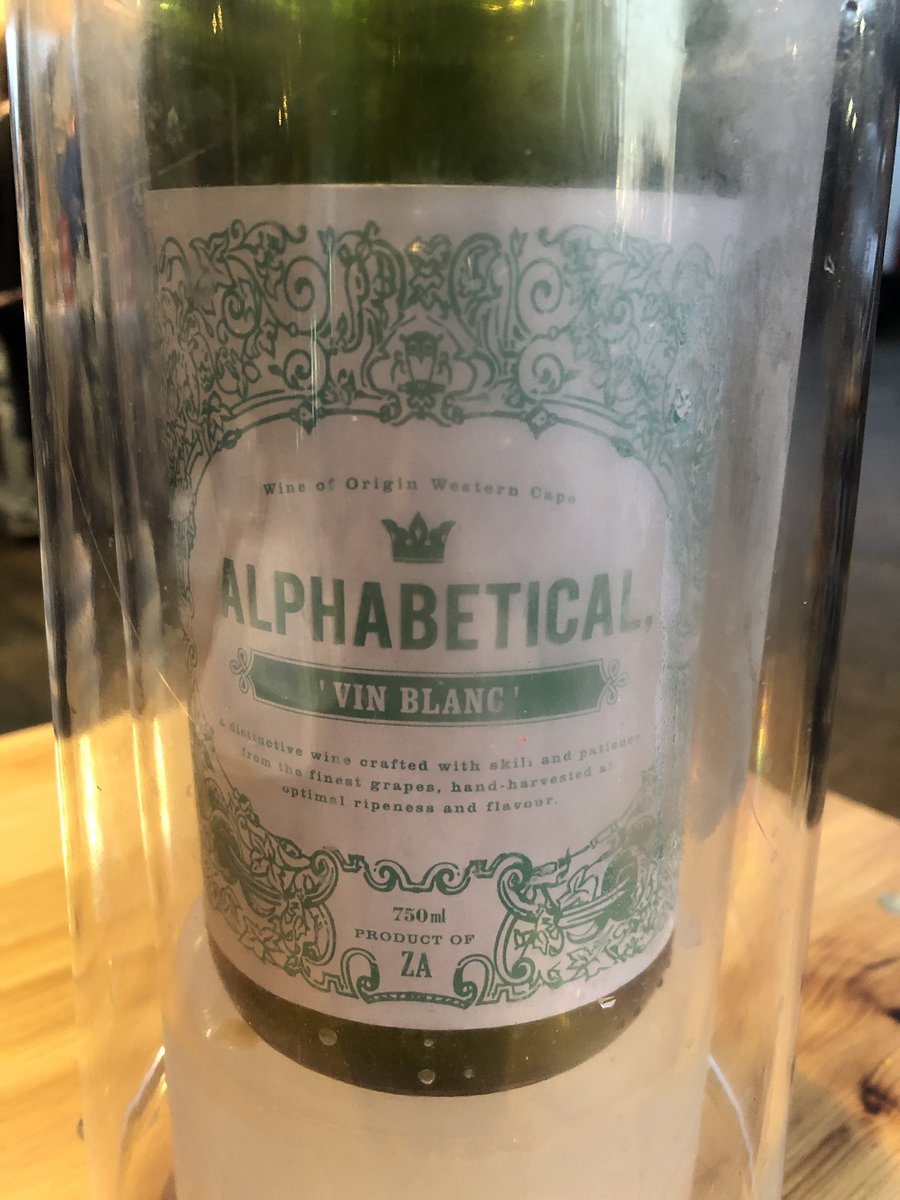 Wine of Origin Western Cape
ALPHABETICAL,
'VIN BLANC'
a distinctive wine crafted with skill and patience
from the finest grapes, hand-harvested at
optimal ripeness and flavour.
750ml
PRODUCT OF
ZA